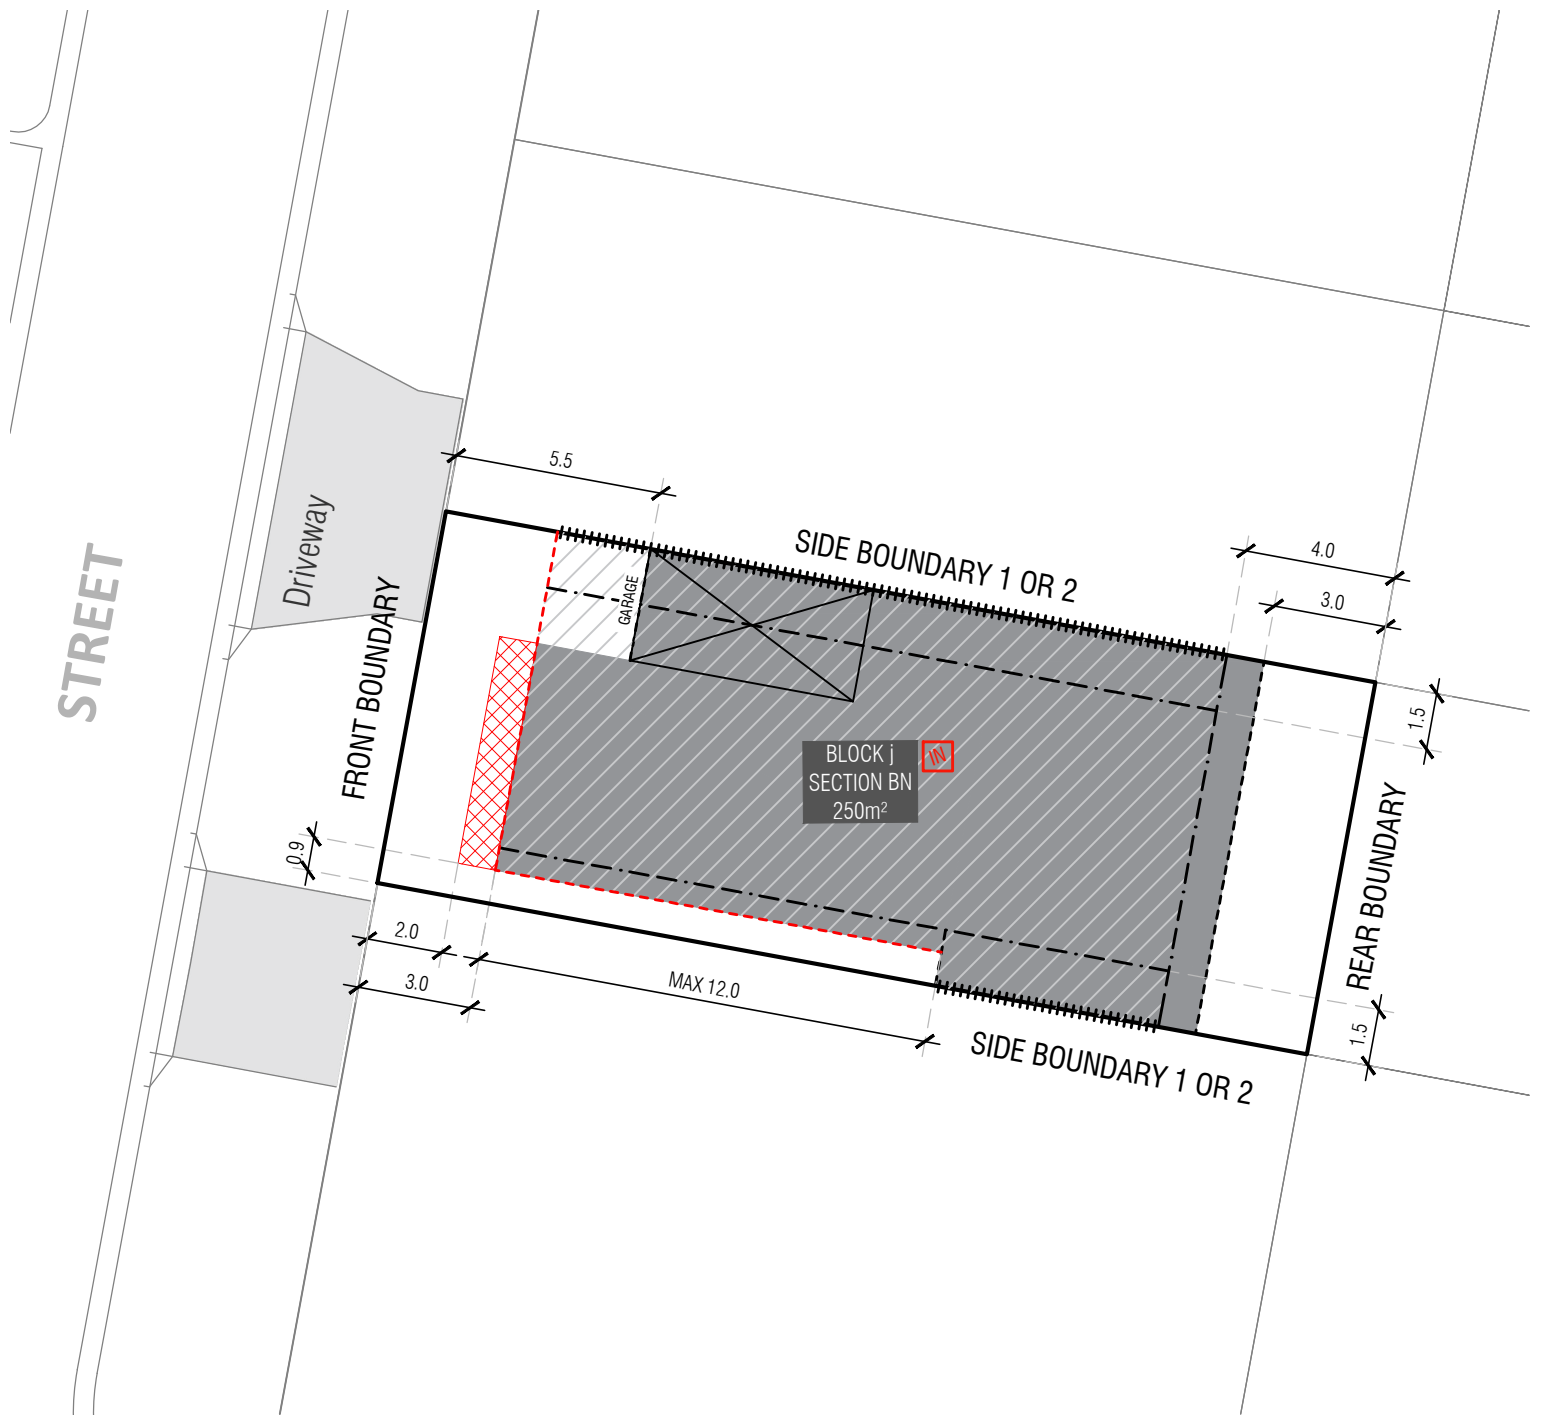 5.5
SIDE BOUNDARY 1 OR 2
4.0
3.0
Driveway
STREET
FRONT BOUNDARY
GARAGE
1.5
BLOCK j
SECTION BN
250m²
IN
0.9
REAR BOUNDARY
2.0
3.0
MAX 12.0
SIDE BOUNDARY 1 OR 2
1.5